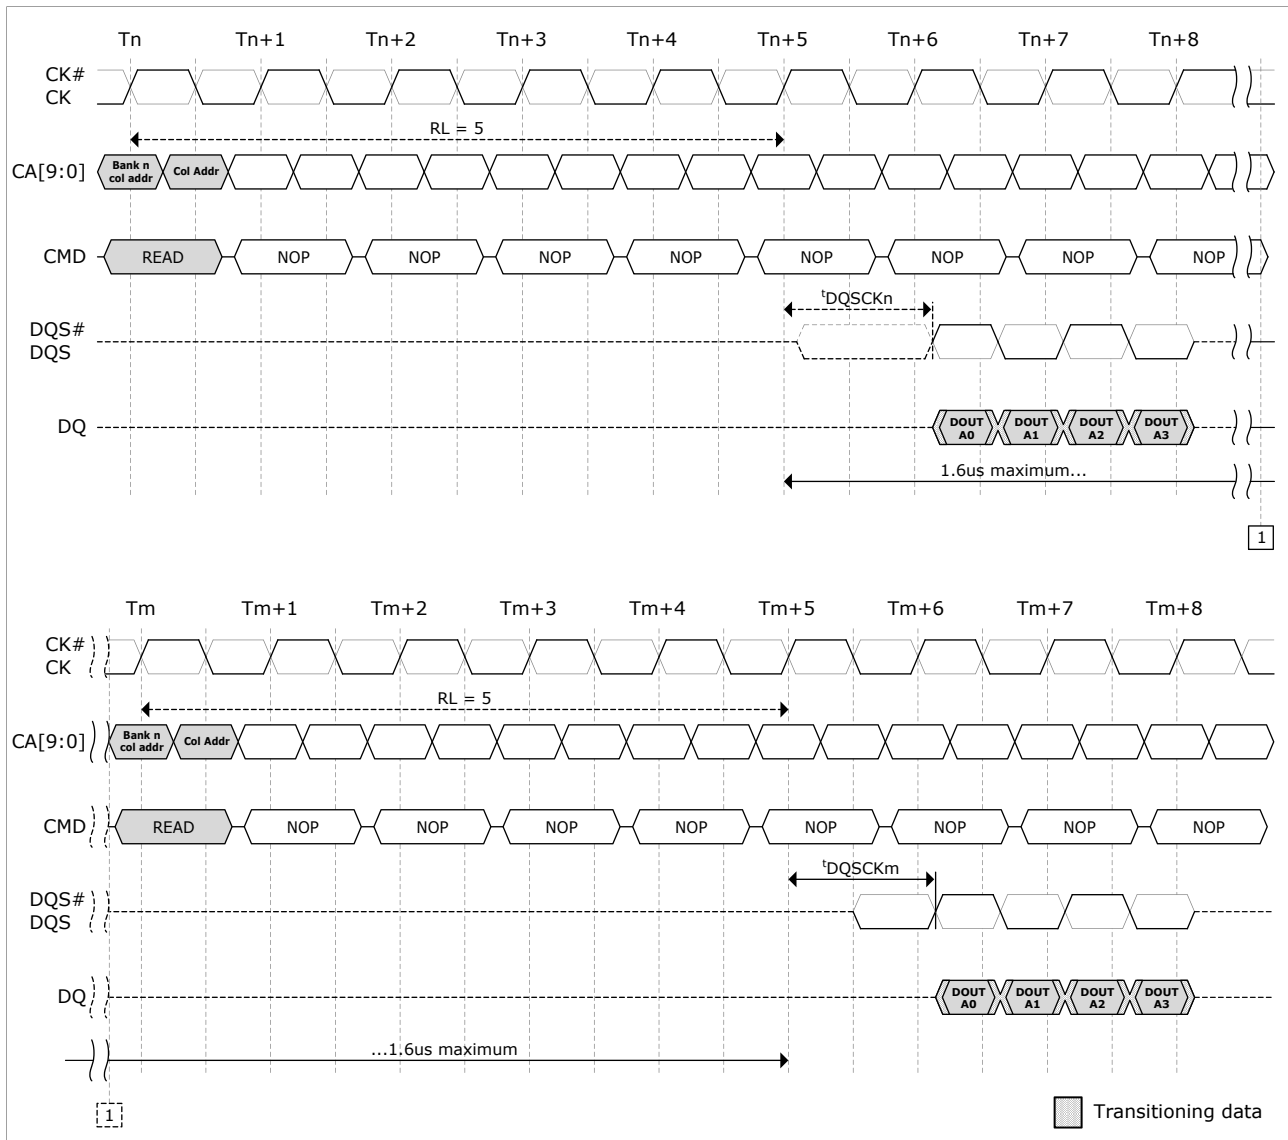 Tn Tn+1 Tn+2 Tn+3 Tn+4 Tn+5 Tn+6 Tn+7 Tn+8
CK#
CK
RL = 5
CA[9:0] Bank n col addr Col Addr
CMD READ NOP NOP NOP NOP NOP NOP NOP NOP
tDQSCKn
DQS#
DQS
DQ DOUT A0 DOUT A1 DOUT A2 DOUT A3
1.6us maximum...
1
Tm Tm+1 Tm+2 Tm+3 Tm+4 Tm+5 Tm+6 Tm+7 Tm+8
CK#
CK
RL = 5
CA[9:0] Bank n col addr Col Addr
CMD READ NOP NOP NOP NOP NOP NOP NOP NOP
tDQSCKm
DQS#
DQS
DQ DOUT A0 DOUT A1 DOUT A2 DOUT A3
...1.6us maximum
1
Transitioning data